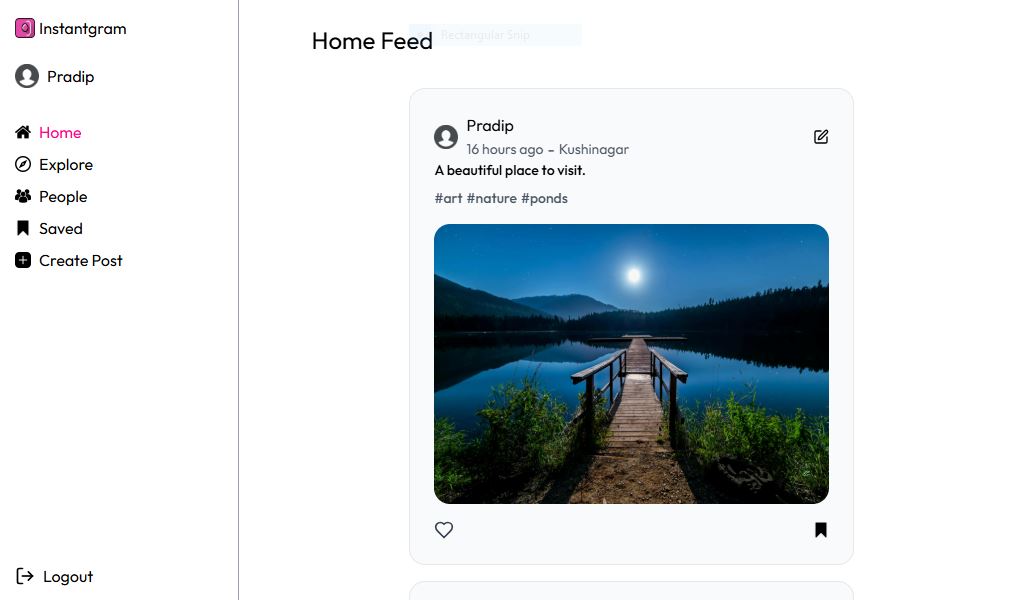 Instantgram
Pradip
Home
Explore
People
Saved
Create Post
Logout
Home Feed
Rectangular Snip
Pradip
16 hours ago – Kushinagar
A beautiful place to visit.
#art #nature #ponds